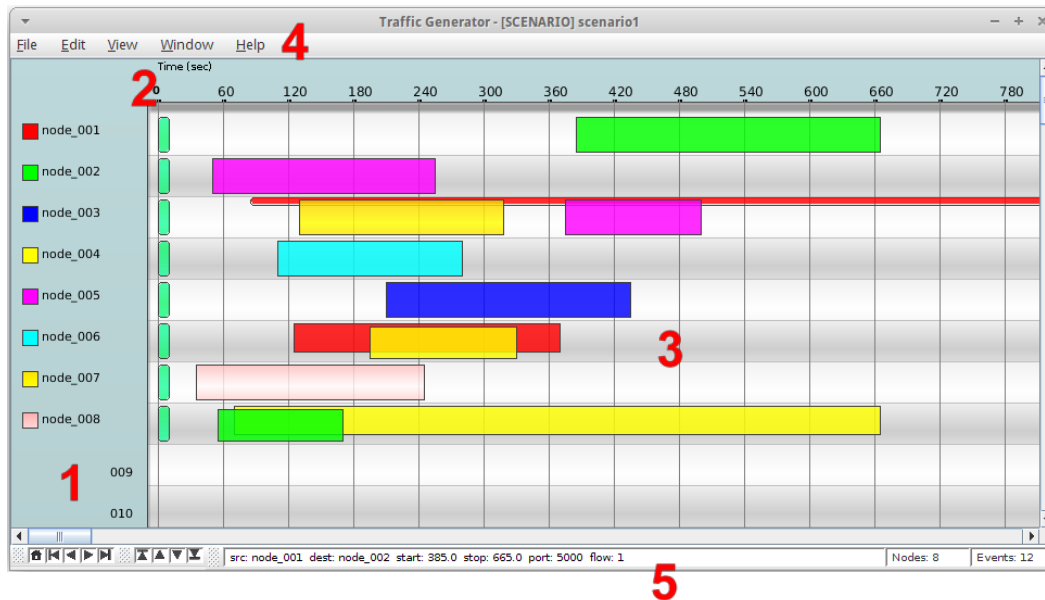 Traffic Generator - [SCENARIO] scenario1
File Edit View Window Help 4
Time (sec)
2
0 60 120 180 240 300 360 420 480 540 600 660 720 780
node_001
node_002
node_003
node_004
node_005
node_006
3
node_007
node_008
1
009
010
src: node_001 dest: node_002 start: 385.0 stop: 665.0 port: 5000 flow: 1 Nodes: 8 Events: 12
5